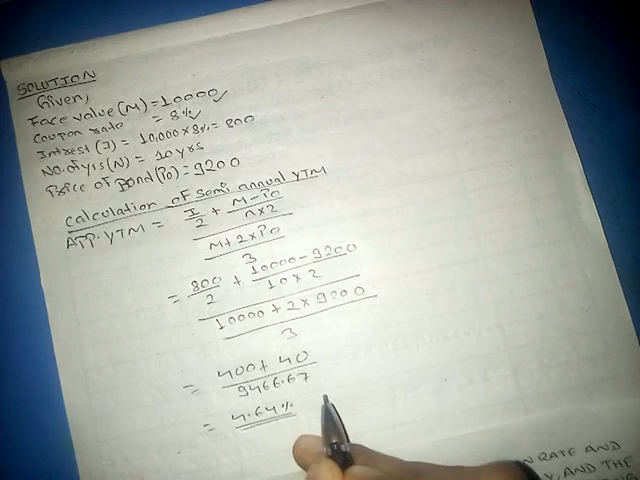 SOLUTION
Given,
Face value (M) = 10000 ✓
Coupon rate = 8% ✓
Intrest (I) = 10,000 × 8% = 800
No. of yrs (N) = 10 yrs
Price of Bond (Po) = 9200
calculation of semi annual YTM
APP. YTM = I/2 + M - Po / n×2
M + 2 × Po
3
= 800/2 + 10000 - 9200 / 10 × 2
10000 + 2 × 9200
3
= 400 + 40
9466.67
= 4.64%
N RATE AND
Y, AND THE